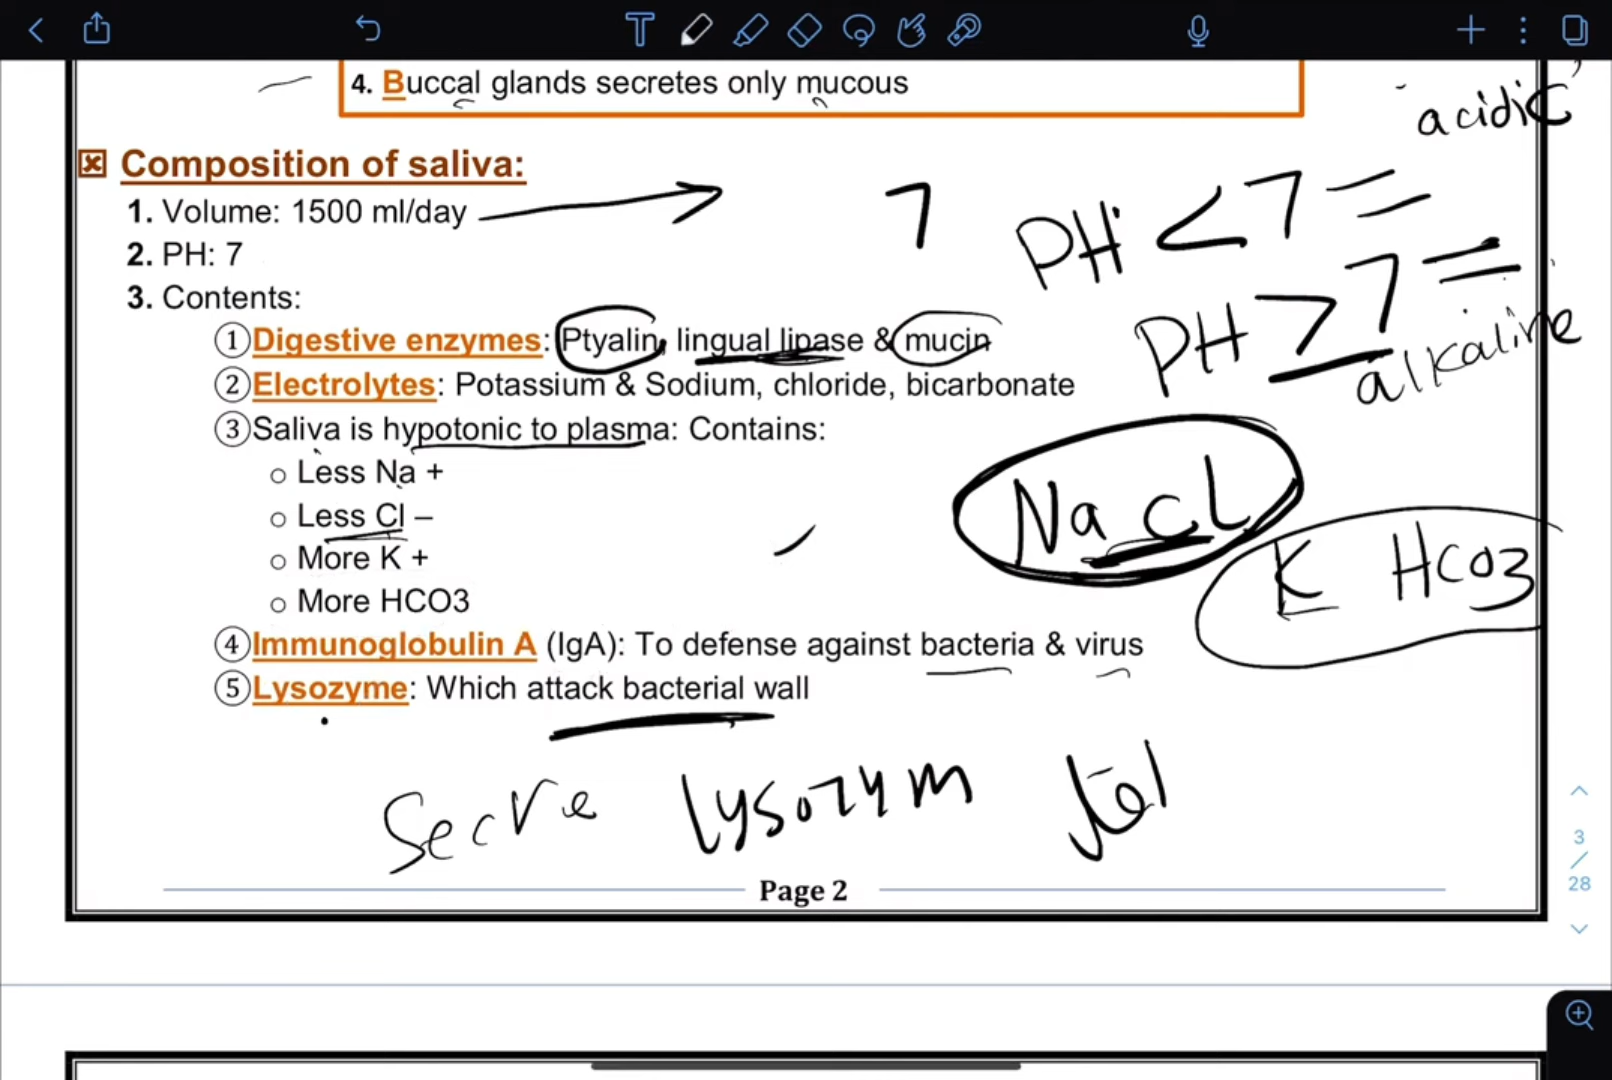 4. Buccal glands secretes only mucous
acidic
Composition of saliva:
1. Volume: 1500 ml/day
7
PH < 7 =
2. PH: 7
PH > 7 =
alkaline
3. Contents:
① Digestive enzymes: Ptyalin, lingual lipase & mucin
② Electrolytes: Potassium & Sodium, chloride, bicarbonate
③ Saliva is hypotonic to plasma: Contains:
○ Less Na +
○ Less Cl –
○ More K +
○ More HCO3
Na Cl
K HCO3
④ Immunoglobulin A (IgA): To defense against bacteria & virus
⑤ Lysozyme: Which attack bacterial wall
Secre lysozym
Page 2
3
/
28